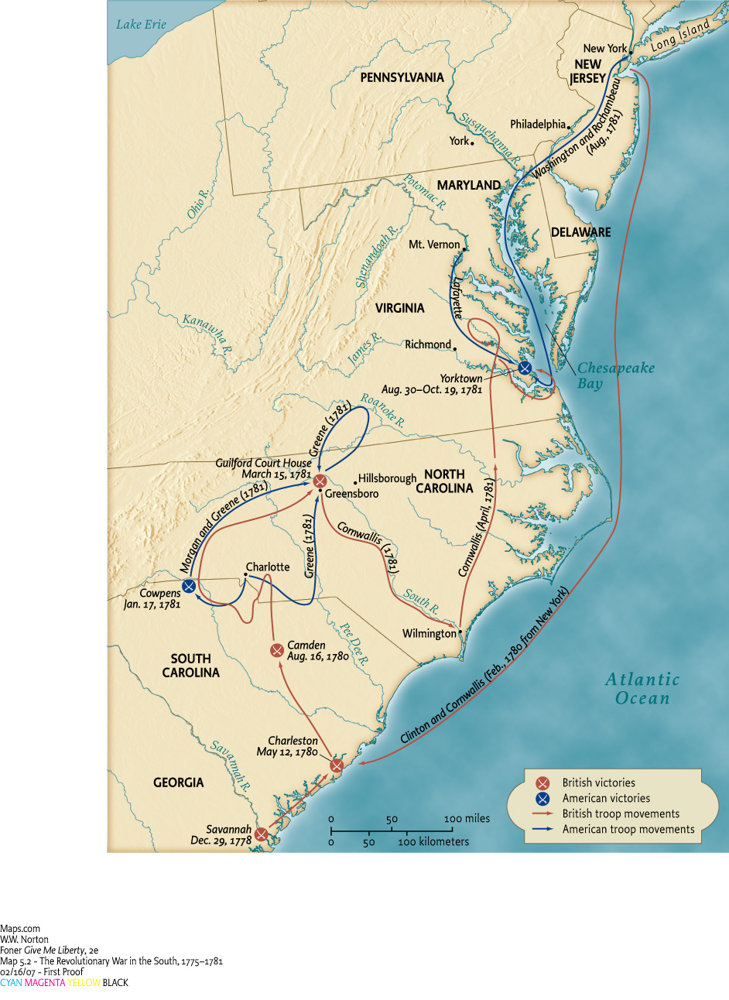 Lake Erie
Long Island
New York
NEW
JERSEY
PENNSYLVANIA
Washington and Rochambeau
(Aug., 1781)
Susquehanna R.
Philadelphia
York
Potomac R.
MARYLAND
Ohio R.
DELAWARE
Shenandoah R.
Mt. Vernon
Lafayette
VIRGINIA
Kanawha R.
James R.
Richmond
Chesapeake
Bay
Yorktown
Aug. 30–Oct. 19, 1781
Roanoke R.
Greene (1781)
Guilford Court House
March 15, 1781
Hillsborough
Greensboro
NORTH
CAROLINA
Morgan and Greene (1781)
Greene (1781)
Cornwallis (1781)
Cornwallis (April, 1781)
Charlotte
Cowpens
Jan. 17, 1781
South R.
Wilmington
Pee Dee R.
Camden
Aug. 16, 1780
SOUTH
CAROLINA
Clinton and Cornwallis (Feb., 1780 from New York)
Atlantic
Ocean
Charleston
May 12, 1780
Savannah R.
GEORGIA
Savannah
Dec. 29, 1778
0 50 100 miles
0 50 100 kilometers
British victories
American victories
British troop movements
American troop movements
Maps.com
W.W. Norton
Foner Give Me Liberty, 2e
Map 5.2 - The Revolutionary War in the South, 1775–1781
02/16/07 - First Proof
CYAN MAGENTA YELLOW BLACK